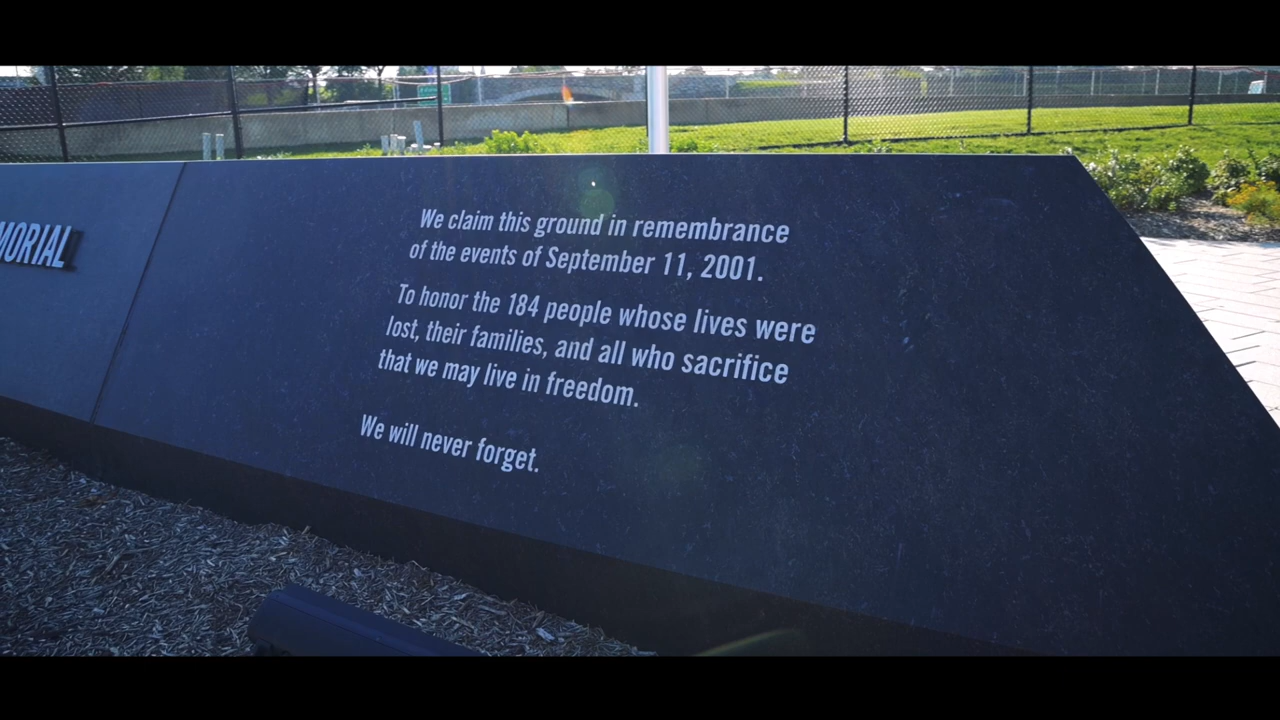 MORIAL
We claim this ground in remembrance
of the events of September 11, 2001.
To honor the 184 people whose lives were
lost, their families, and all who sacrifice
that we may live in freedom.
We will never forget.